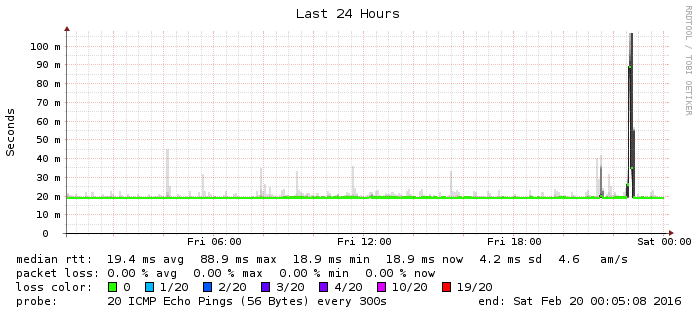 Last 24 Hours
RRDTOOL / TOBI OETIKER
Seconds
100 m
90 m
80 m
70 m
60 m
50 m
40 m
30 m
20 m
10 m
0
Fri 06:00 Fri 12:00 Fri 18:00 Sat 00:00
median rtt: 19.4 ms avg 88.9 ms max 18.9 ms min 18.9 ms now 4.2 ms sd 4.6 am/s
packet loss: 0.00 % avg 0.00 % max 0.00 % min 0.00 % now
loss color: 0 1/20 2/20 3/20 4/20 10/20 19/20
probe: 20 ICMP Echo Pings (56 Bytes) every 300s end: Sat Feb 20 00:05:08 2016